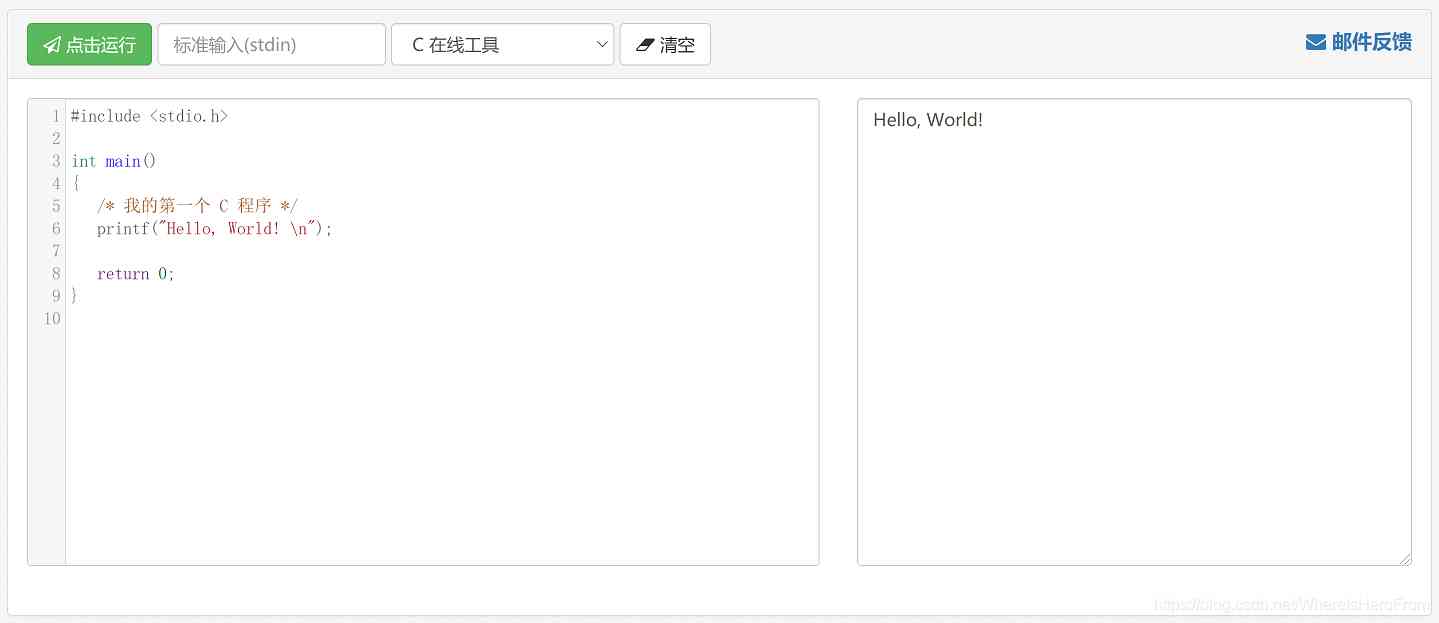 点击运行 标准输入(stdin) C 在线工具 清空 邮件反馈
1 #include <stdio.h>
2
3 int main()
4 {
5    /* 我的第一个 C 程序 */
6    printf("Hello, World! \n");
7
8    return 0;
9 }
10
Hello, World!
https://blog.csdn.net/WhereIsHeroFrom